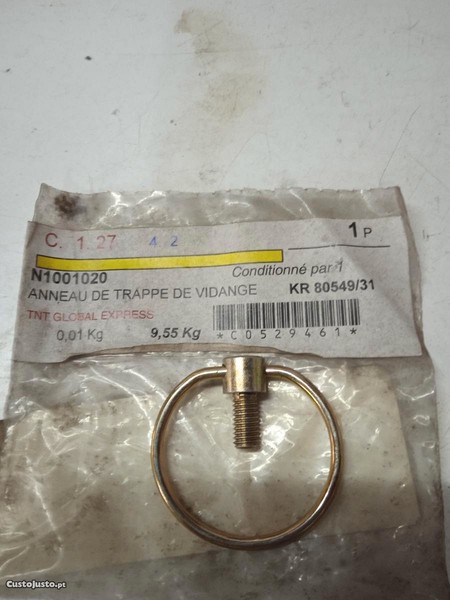 C. 1. 27 4 2 1 P
N1001020 Conditionné par 1
ANNEAU DE TRAPPE DE VIDANGE KR 80549/31
TNT GLOBAL EXPRESS
0,01 Kg 9,55 Kg *C0529461*
CustoJusto.pt